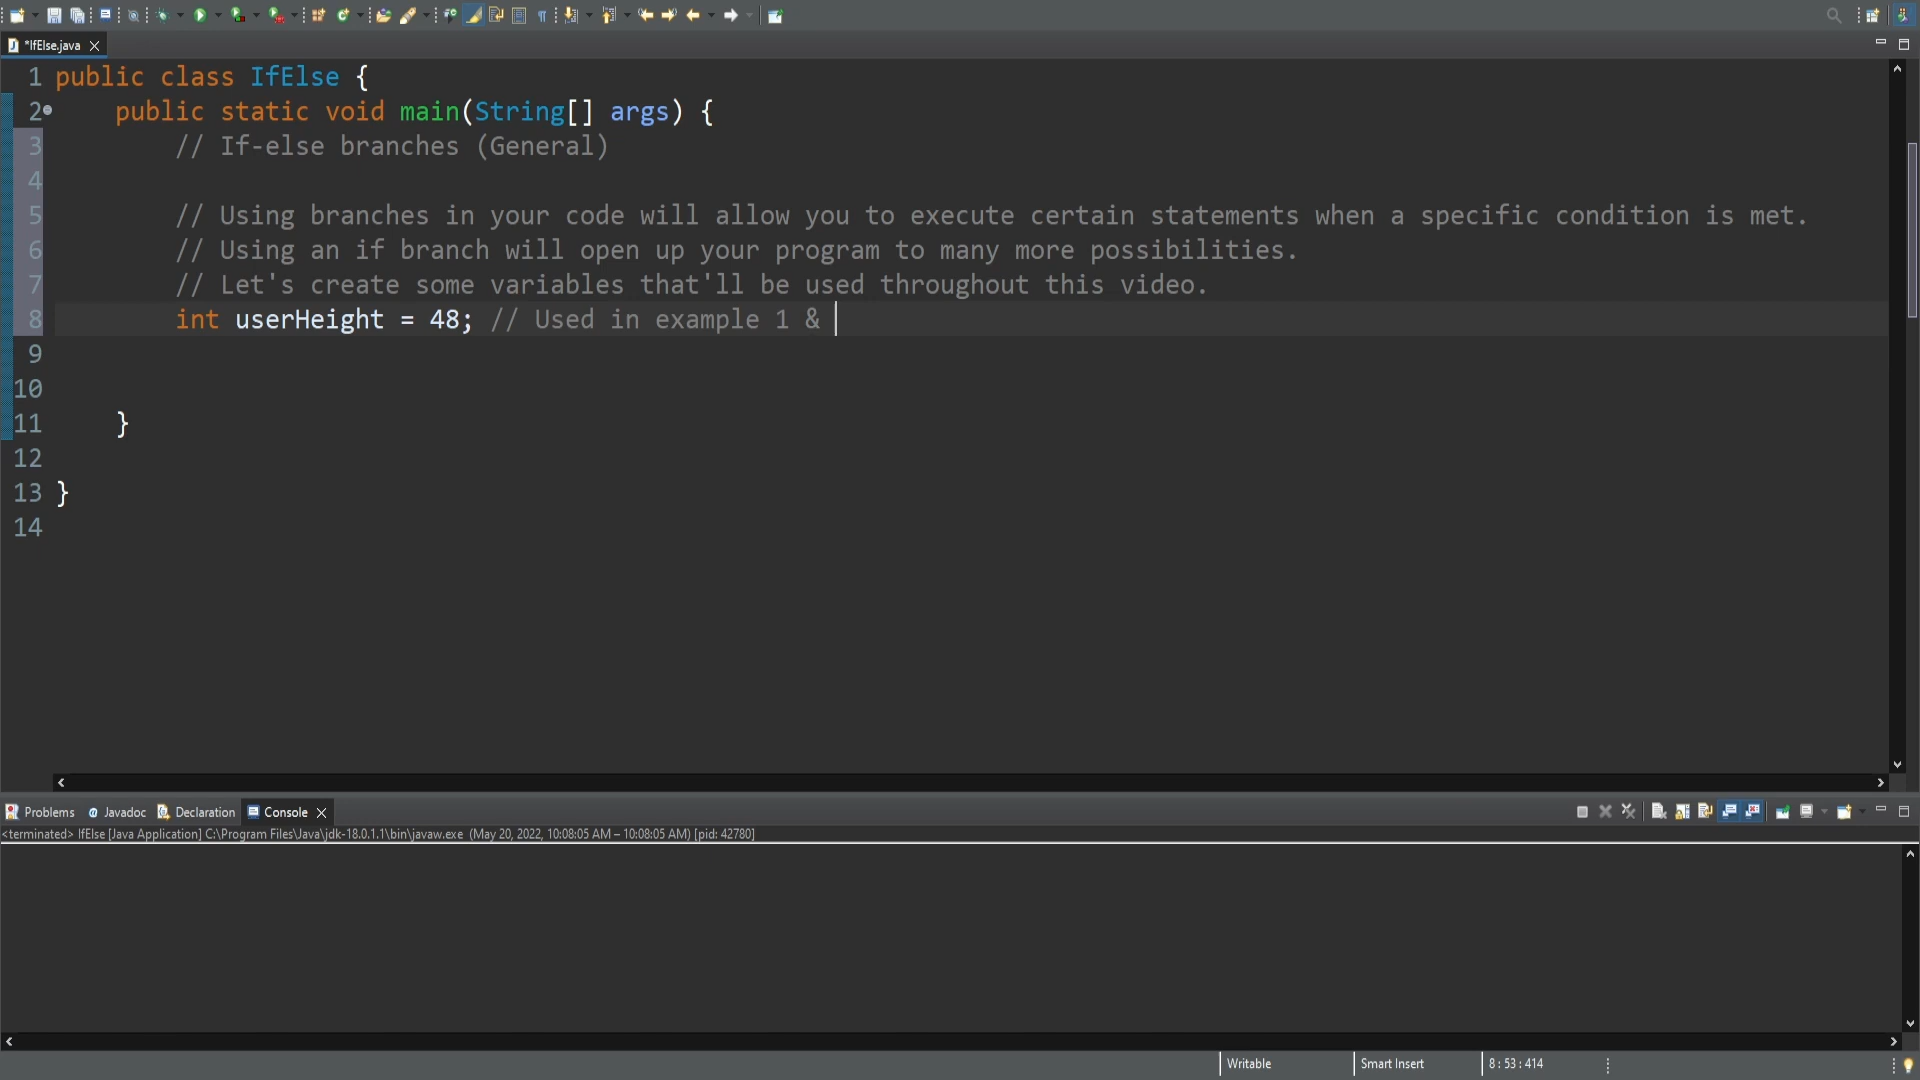 *IfElse.java
1 public class IfElse {
2 public static void main(String[] args) {
3 // If-else branches (General)
4
5 // Using branches in your code will allow you to execute certain statements when a specific condition is met.
6 // Using an if branch will open up your program to many more possibilities.
7 // Let's create some variables that'll be used throughout this video.
8 int userHeight = 48; // Used in example 1 &
9
10
11 }
12
13 }
14
Problems Javadoc Declaration Console
<terminated> IfElse [Java Application] C:\Program Files\Java\jdk-18.0.1.1\bin\javaw.exe (May 20, 2022, 10:08:05 AM – 10:08:05 AM) [pid: 42780]
Writable Smart Insert 8 : 53 : 414